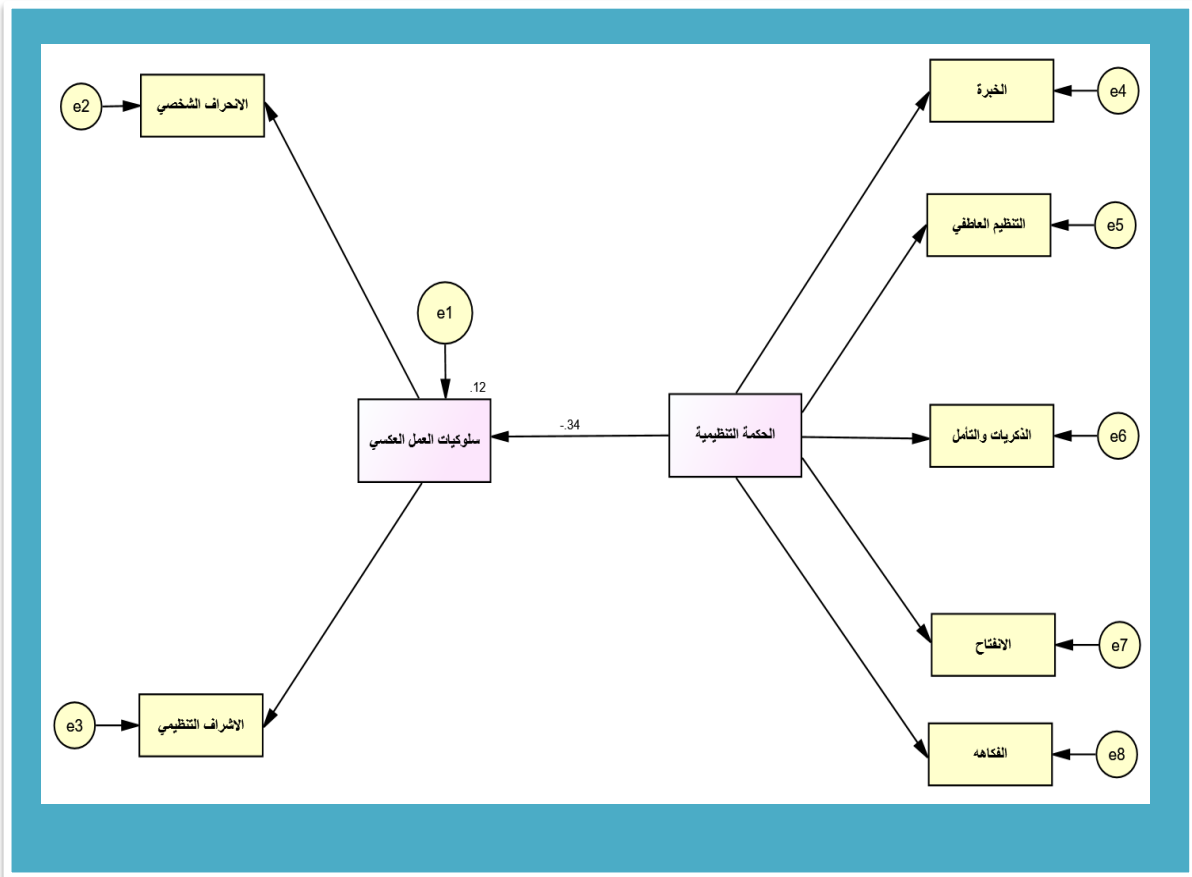 الانحراف الشخصي
e2
الخبرة
e4
التنظيم العاطفي
e5
e1
.12
سلوكيات العمل العكسي
-.34
الحكمة التنظيمية
الذكريات والتأمل
e6
الانفتاح
e7
الاشراف التنظيمي
e3
الفكاهه
e8